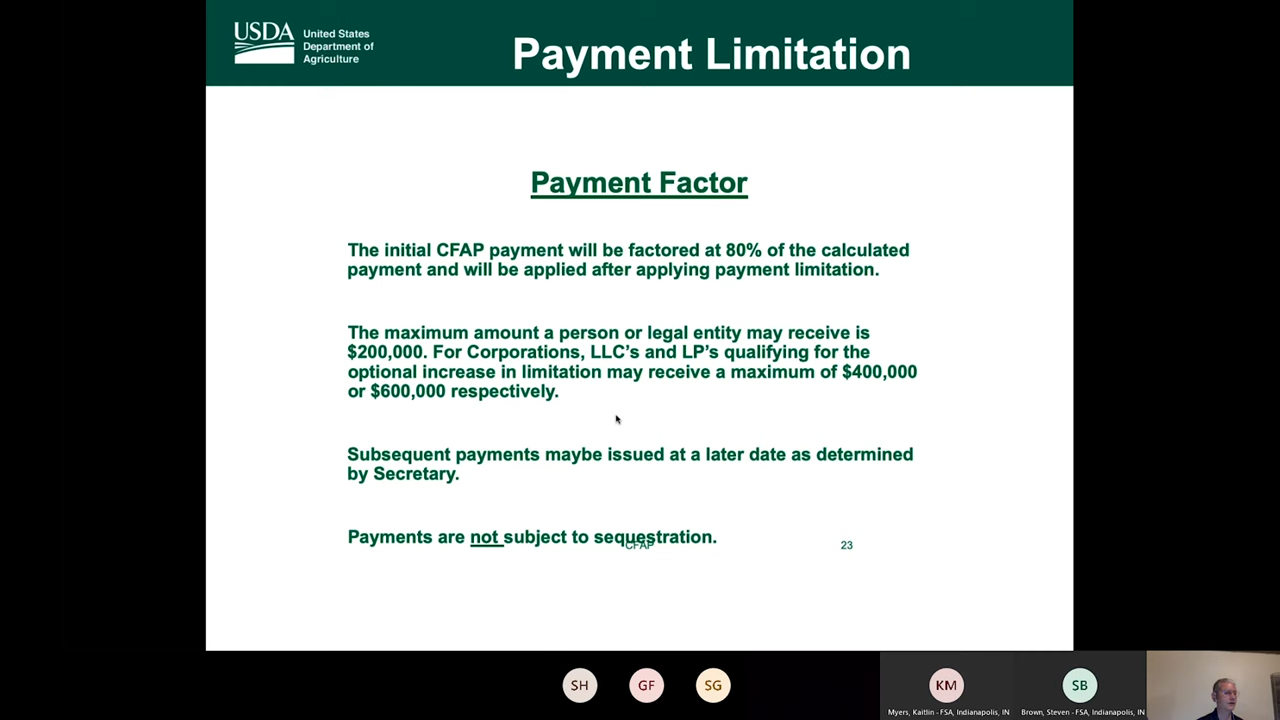 USDA
United States
Department of
Agriculture
Payment Limitation
Payment Factor
The initial CFAP payment will be factored at 80% of the calculated
payment and will be applied after applying payment limitation.
The maximum amount a person or legal entity may receive is
$200,000. For Corporations, LLC’s and LP’s qualifying for the
optional increase in limitation may receive a maximum of $400,000
or $600,000 respectively.
Subsequent payments maybe issued at a later date as determined
by Secretary.
Payments are not subject to sequestration.
CFAP
23
SH
GF
SG
KM
SB
Myers, Kaitlin - FSA, Indianapolis, IN
Brown, Steven - FSA, Indianapolis, IN